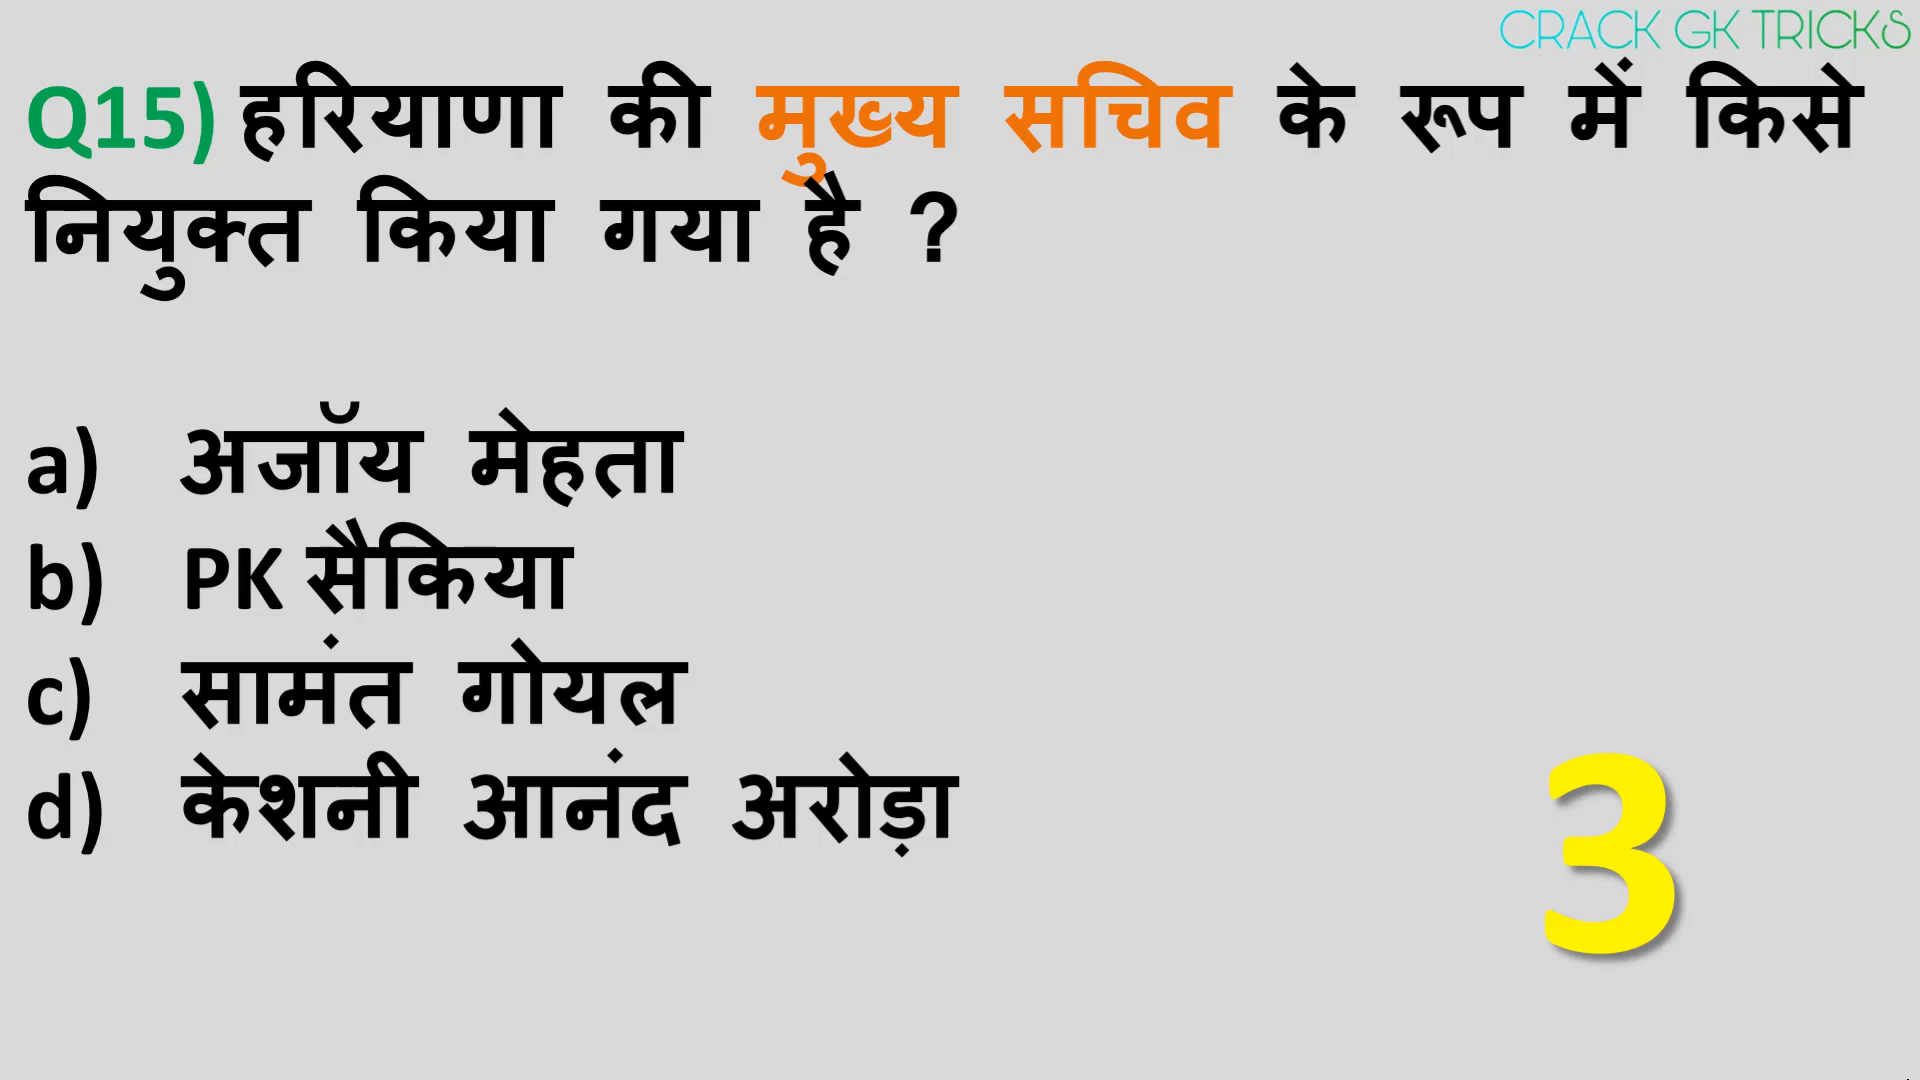 CRACK GK TRICKS
Q15) हरियाणा की मुख्य सचिव के रूप में किसे
नियुक्त किया गया है ?
a) अजॉय मेहता
b) PK सैकिया
c) सामंत गोयल
d) केशनी आनंद अरोड़ा
3